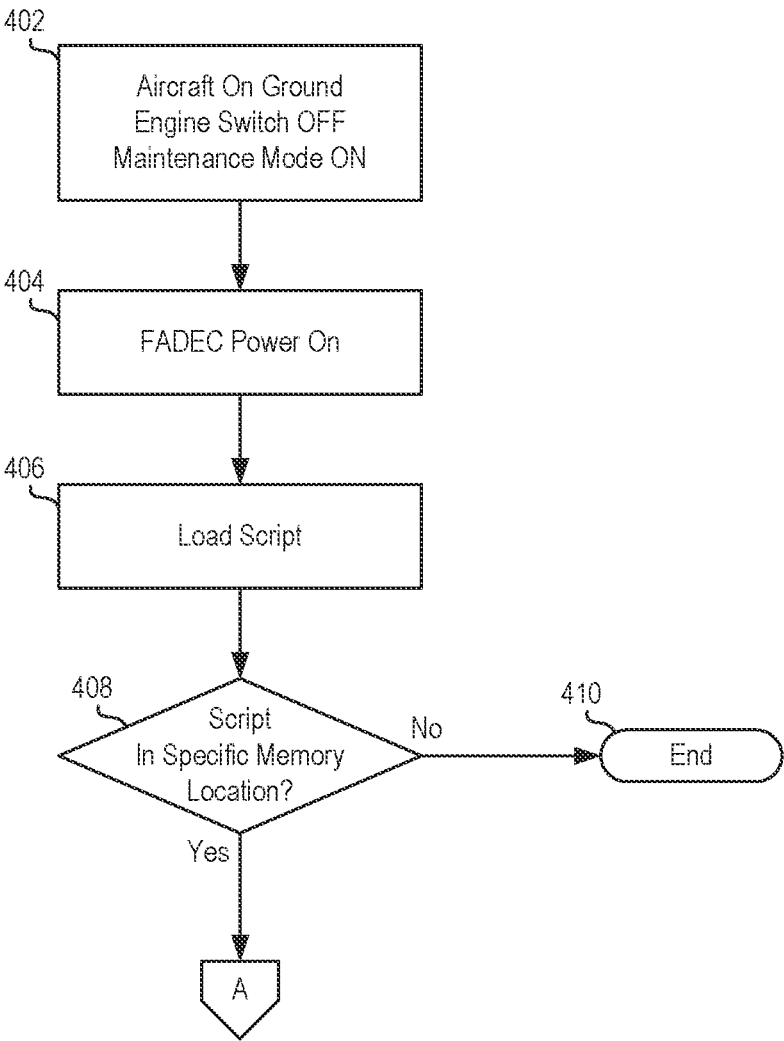 402
Aircraft On Ground
Engine Switch OFF
Maintenance Mode ON
404
FADEC Power On
406
Load Script
408
Script
In Specific Memory
Location?
No
410
End
Yes
A